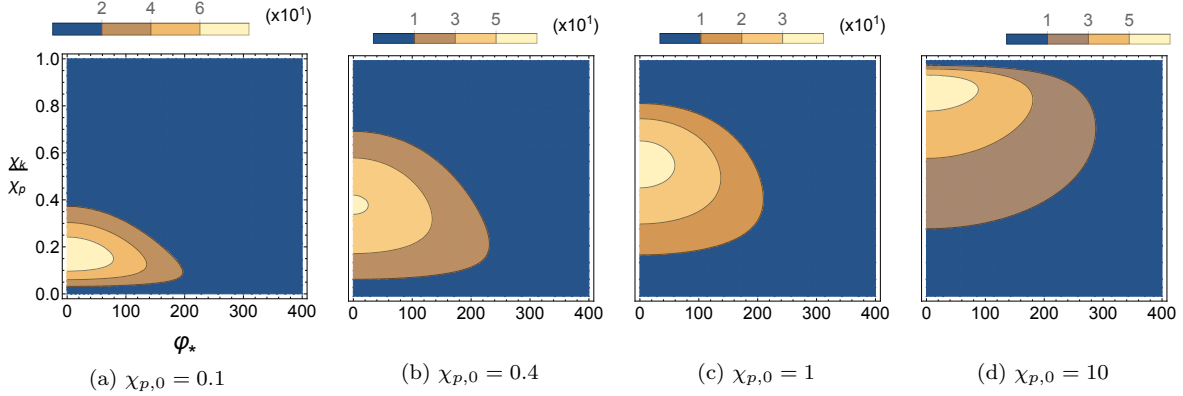 2 4 6 (x10¹)
1 3 5 (x10¹)
1 2 3 (x10¹)
1 3 5
1.0
0.8
0.6
0.4
0.2
0.0
χₖ
χₚ
0 100 200 300 400
0 100 200 300 400
0 100 200 300 400
0 100 200 300 400
φ*
(a) χp,0 = 0.1
(b) χp,0 = 0.4
(c) χp,0 = 1
(d) χp,0 = 10